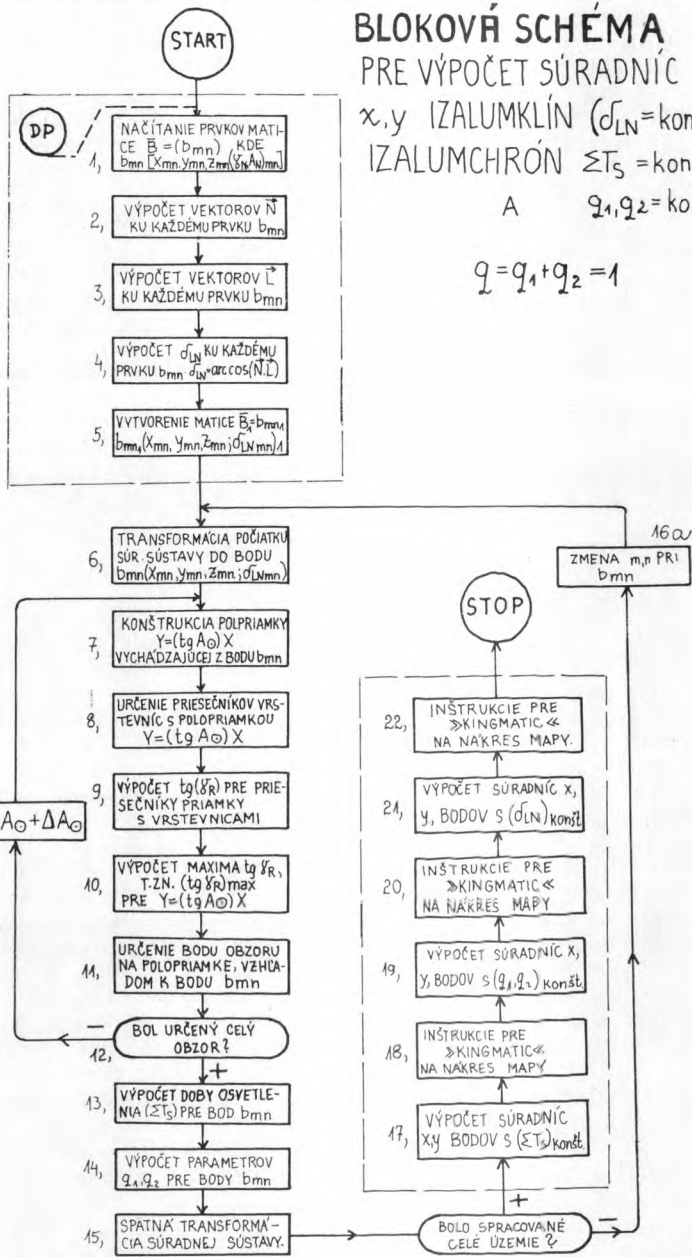 BLOKOVÁ SCHÉMA
PRE VÝPOČET SÚRADNÍC
x,y IZALUMKLÍN (δLN=kon
IZALUMCHRÓN ΣTS =kon
A q1,q2=ko
q=q1+q2=1
START
DP
1, NAČÍTANIE PRVKOV MATI-
CE B̄=(bmn) KDE
bmn[Xmn,Ymn,Zmn(γN AN)mn]
2, VÝPOČET VEKTOROV N⃗
KU KAŽDÉMU PRVKU bmn
3, VÝPOČET VEKTOROV L⃗
KU KAŽDÉMU PRVKU bmn
4, VÝPOČET δLN KU KAŽDÉMU
PRVKU bmn. δLN=arccos(N⃗.L⃗)
5, VYTVORENIE MATICE B̄1=bmn1
bmn1(Xmn, Ymn, Zmn; δLNmn)1
6, TRANSFORMÁCIA POČIATKU
SÚR. SÚSTAVY DO BODU
bmn(Xmn,Ymn,Zmn;δLNmn)
7, KONŠTRUKCIA POLPRIAMKY
Y=(tg A⊙) X
VYCHÁDZAJÚCEJ Z BODU bmn
8, URČENIE PRIESEČNÍKOV VRS-
TEVNÍC S POLOPRIAMKOU
Y=(tg A⊙) X
9, VÝPOČET tg(γR) PRE PRIE-
SEČNÍKY PRIAMKY
S VRSTEVNICAMI
A⊙+ΔA⊙
10, VÝPOČET MAXIMA tg γR,
T.ZN. (tg γR)max
PRE Y=(tg A⊙) X
11, URČENIE BODU OBZORU
NA POLOPRIAMKE, VZHĽA-
DOM K BODU bmn
−
12, BOL URČENÝ CELÝ
OBZOR?
+
13, VÝPOČET DOBY OSVETLE-
NIA (ΣTS) PRE BOD bmn
14, VÝPOČET PARAMETROV
q1,q2 PRE BODY bmn
15, SPÄTNÁ TRANSFORMÁ-
CIA SÚRADNEJ SÚSTAVY.
BOLO SPRACOVANÉ
CELÉ ÚZEMIE?
−
+
16a
ZMENA m,n PRI
bmn
17, VÝPOČET SÚRADNÍC
x,y BODOV S (ΣTS)konšt.
18, INŠTRUKCIE PRE
»KINGMATIC«
NA NÁKRES MAPY
19, VÝPOČET SÚRADNÍC X,
Y, BODOV S (q1,q2)konšt.
20, INŠTRUKCIE PRE
»KINGMATIC«
NA NÁKRES MAPY
21, VÝPOČET SÚRADNÍC X,
Y, BODOV S (δLN)konšt
22, INŠTRUKCIE PRE
»KINGMATIC«
NA NÁKRES MAPY.
STOP